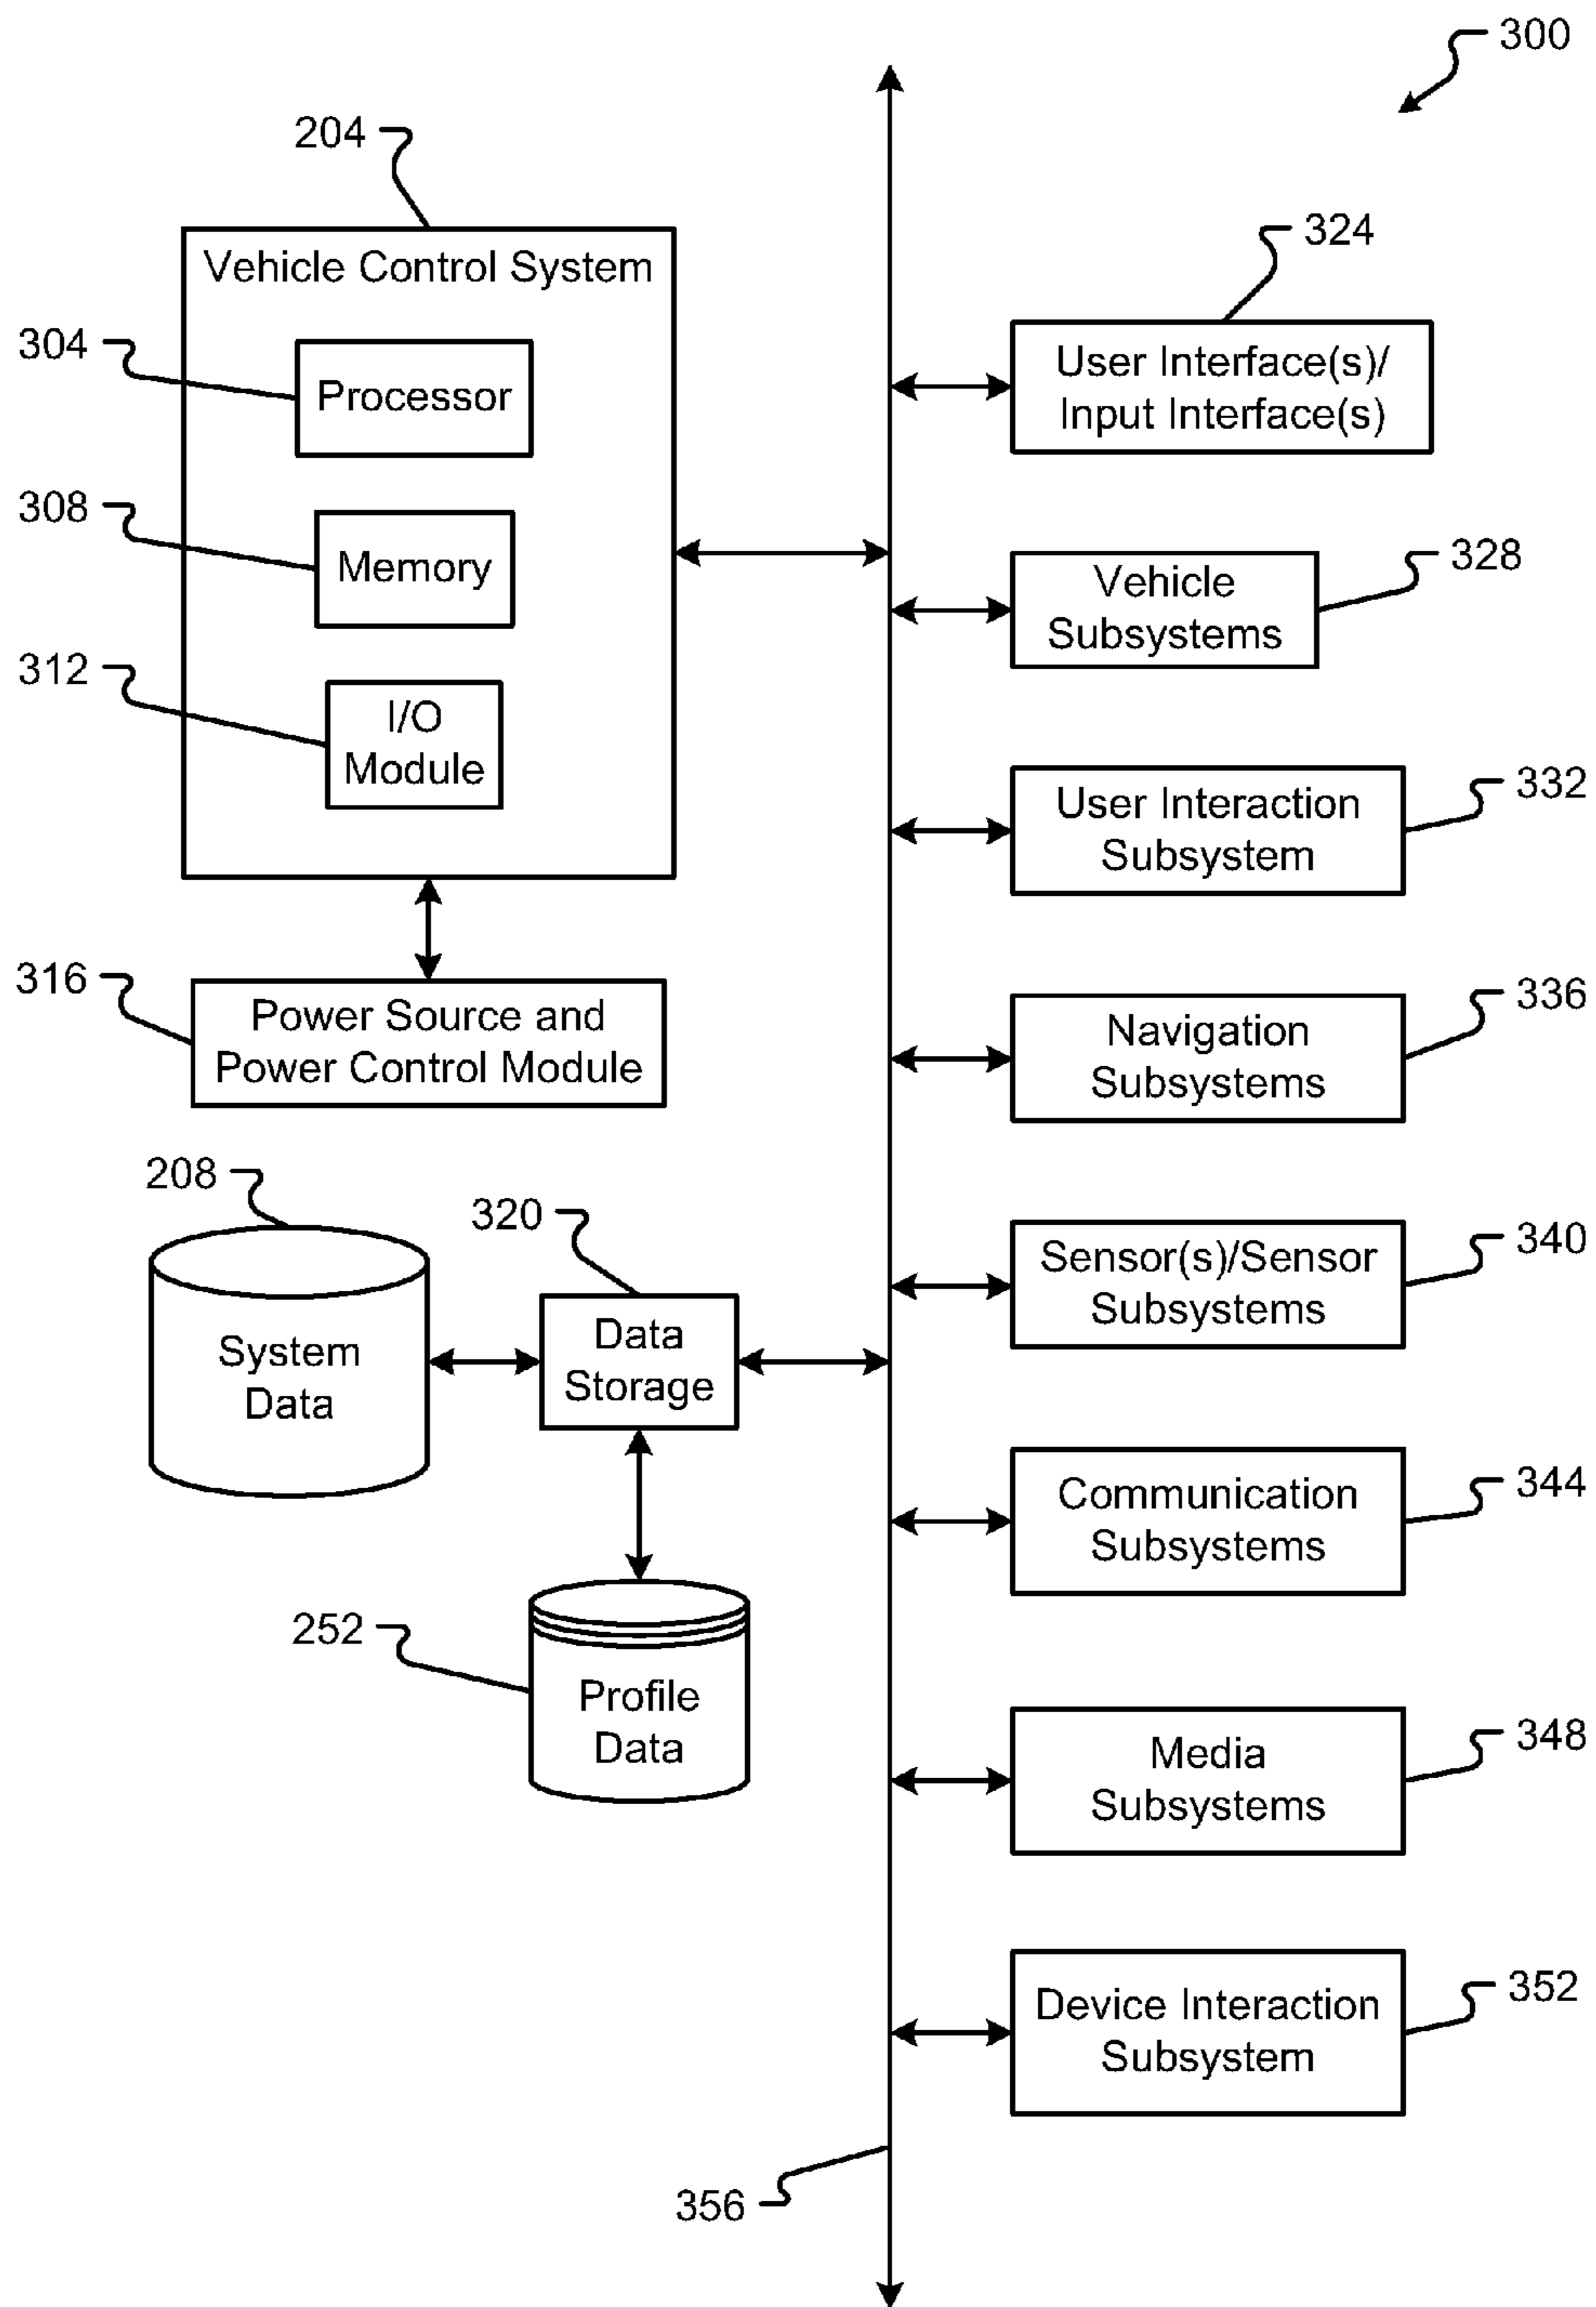 300
204
Vehicle Control System
304
Processor
308
Memory
312
I/O
Module
316
Power Source and
Power Control Module
208
System
Data
320
Data
Storage
252
Profile
Data
324
User Interface(s)/
Input Interface(s)
328
Vehicle
Subsystems
332
User Interaction
Subsystem
336
Navigation
Subsystems
340
Sensor(s)/Sensor
Subsystems
344
Communication
Subsystems
348
Media
Subsystems
352
Device Interaction
Subsystem
356